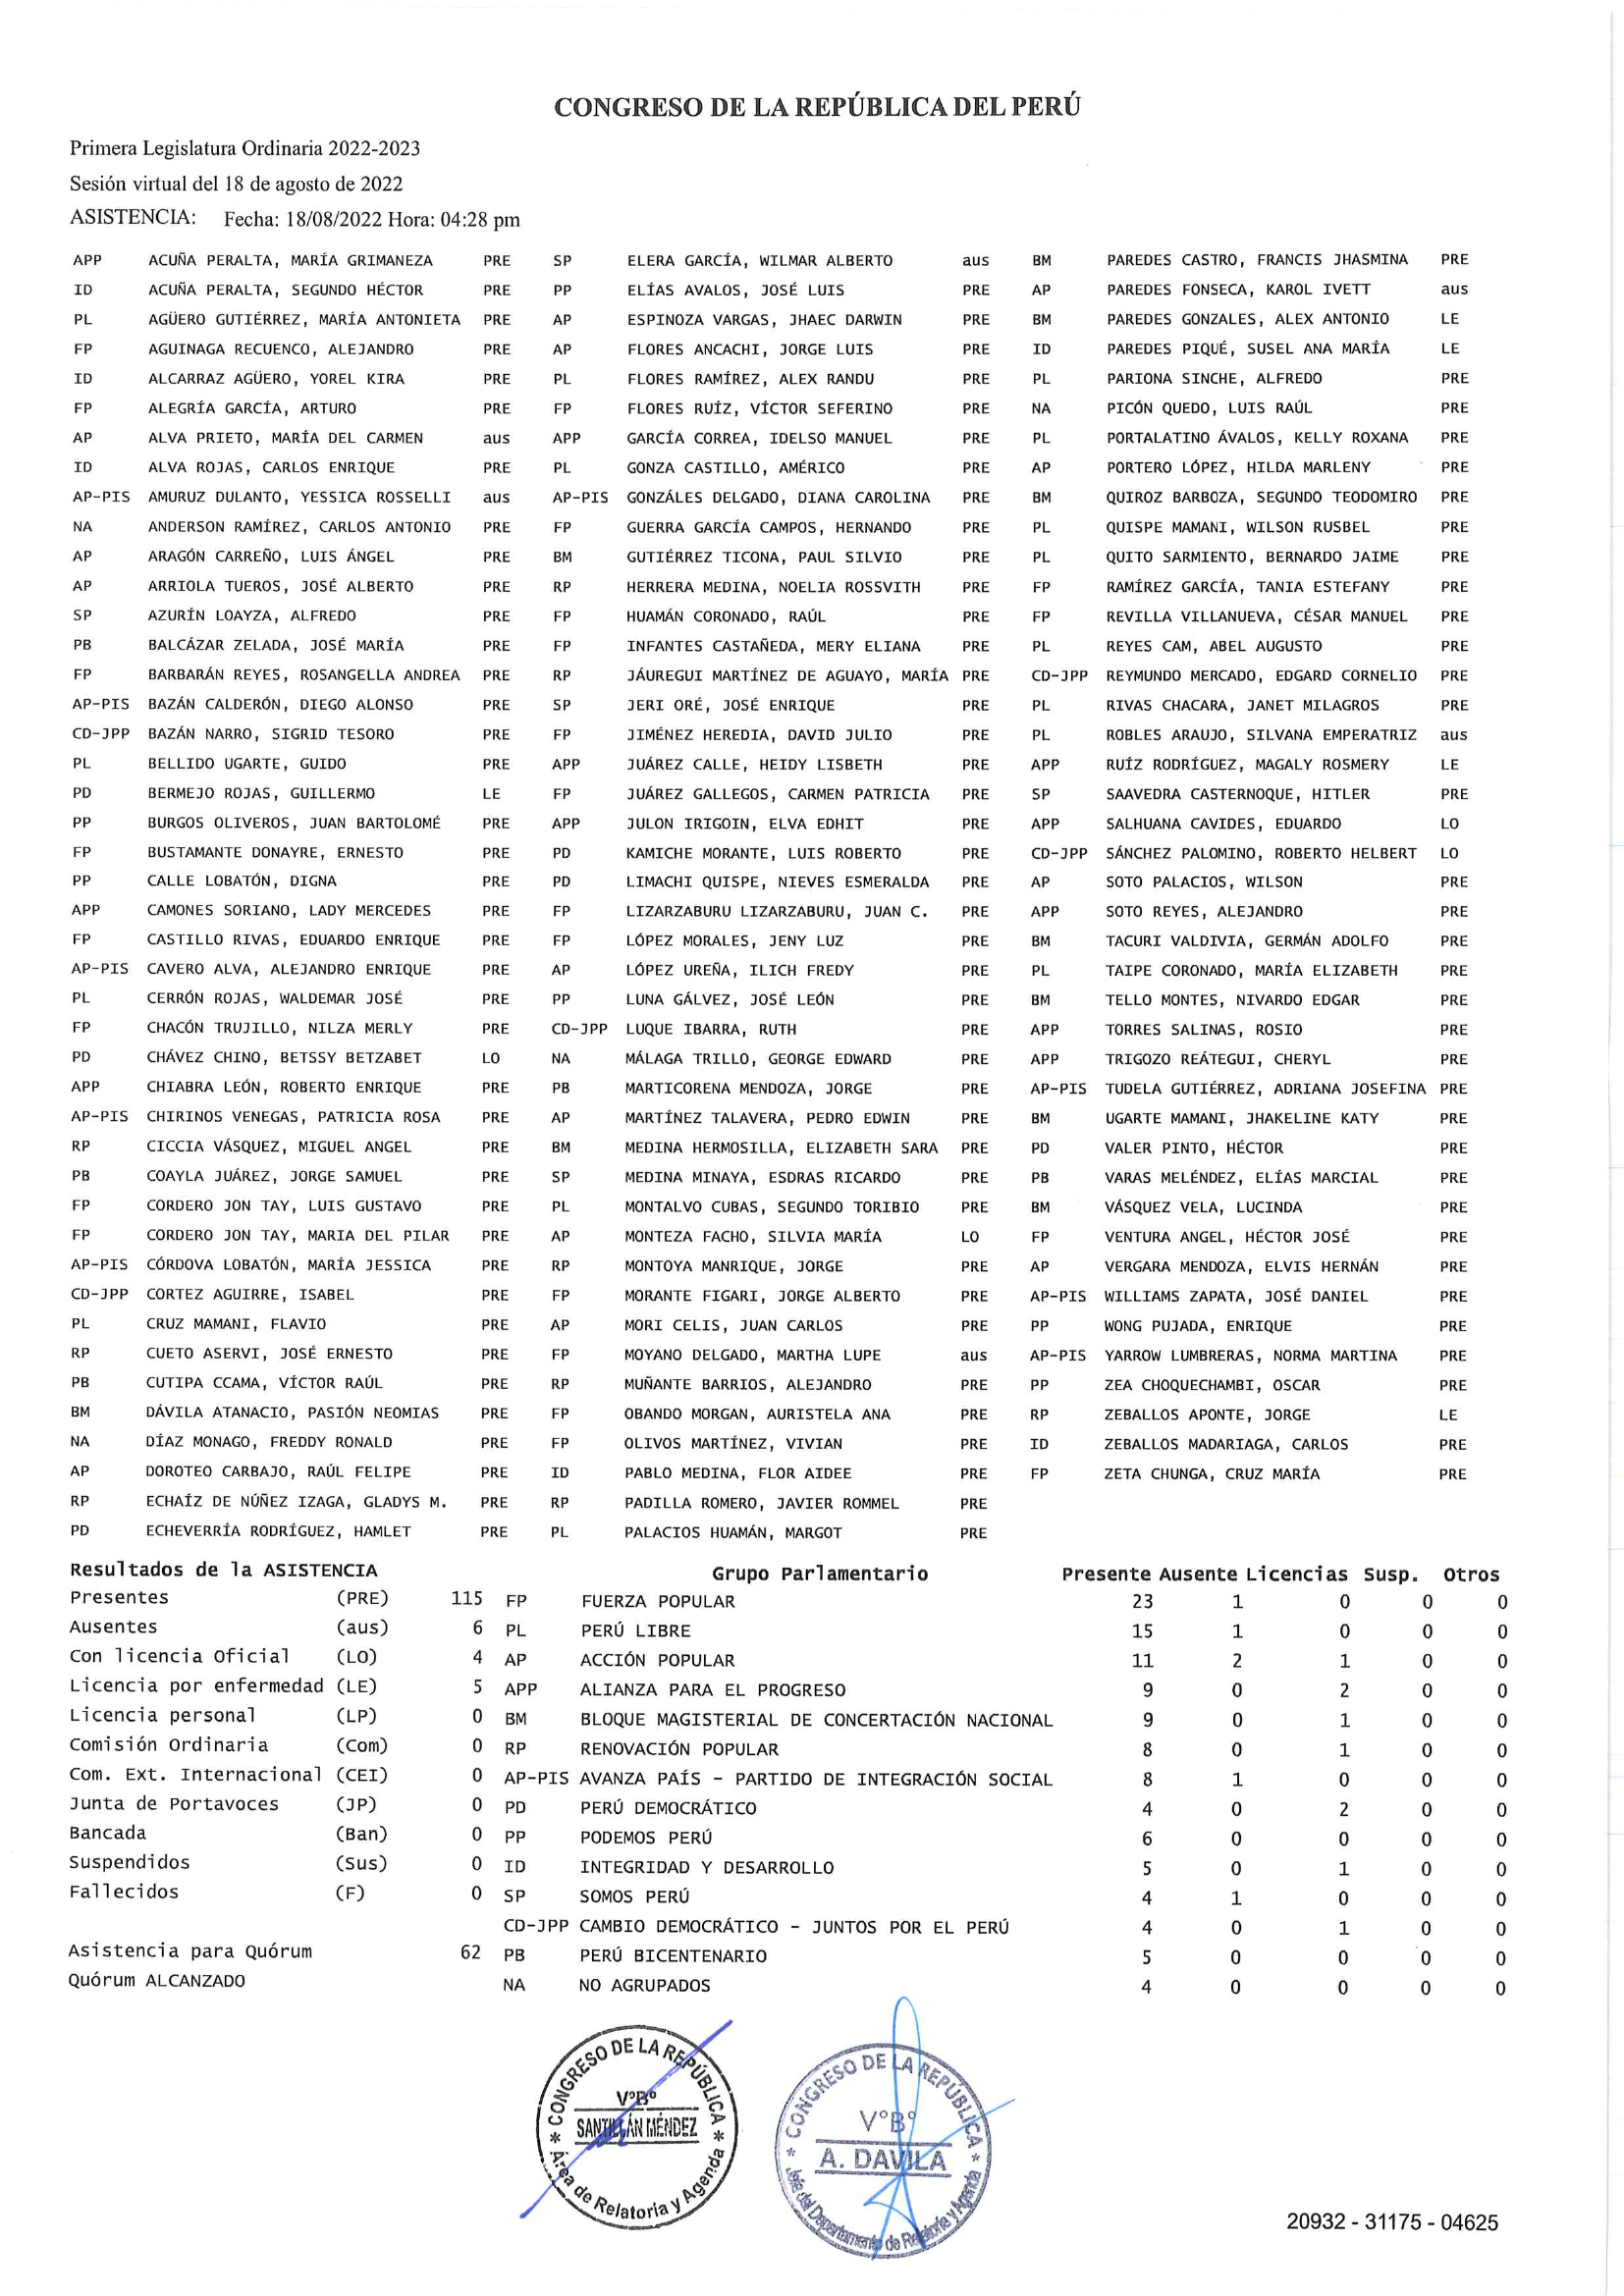 CONGRESO DE LA REPÚBLICA DEL PERÚ
Primera Legislatura Ordinaria 2022-2023
Sesión virtual del 18 de agosto de 2022
ASISTENCIA: Fecha: 18/08/2022 Hora: 04:28 pm
APP ACUÑA PERALTA, MARÍA GRIMANEZA PRE SP ELERA GARCÍA, WILMAR ALBERTO aus BM PAREDES CASTRO, FRANCIS JHASMINA PRE
ID ACUÑA PERALTA, SEGUNDO HÉCTOR PRE PP ELÍAS AVALOS, JOSÉ LUIS PRE AP PAREDES FONSECA, KAROL IVETT aus
PL AGÜERO GUTIÉRREZ, MARÍA ANTONIETA PRE AP ESPINOZA VARGAS, JHAEC DARWIN PRE BM PAREDES GONZALES, ALEX ANTONIO LE
FP AGUINAGA RECUENCO, ALEJANDRO PRE AP FLORES ANCACHI, JORGE LUIS PRE ID PAREDES PIQUÉ, SUSEL ANA MARÍA LE
ID ALCARRAZ AGÜERO, YOREL KIRA PRE PL FLORES RAMÍREZ, ALEX RANDU PRE PL PARIONA SINCHE, ALFREDO PRE
FP ALEGRÍA GARCÍA, ARTURO PRE FP FLORES RUÍZ, VÍCTOR SEFERINO PRE NA PICÓN QUEDO, LUIS RAÚL PRE
AP ALVA PRIETO, MARÍA DEL CARMEN aus APP GARCÍA CORREA, IDELSO MANUEL PRE PL PORTALATINO ÁVALOS, KELLY ROXANA PRE
ID ALVA ROJAS, CARLOS ENRIQUE PRE PL GONZA CASTILLO, AMÉRICO PRE AP PORTERO LÓPEZ, HILDA MARLENY PRE
AP-PIS AMURUZ DULANTO, YESSICA ROSSELLI aus AP-PIS GONZÁLES DELGADO, DIANA CAROLINA PRE BM QUIROZ BARBOZA, SEGUNDO TEODOMIRO PRE
NA ANDERSON RAMÍREZ, CARLOS ANTONIO PRE FP GUERRA GARCÍA CAMPOS, HERNANDO PRE PL QUISPE MAMANI, WILSON RUSBEL PRE
AP ARAGÓN CARREÑO, LUIS ÁNGEL PRE BM GUTIÉRREZ TICONA, PAUL SILVIO PRE PL QUITO SARMIENTO, BERNARDO JAIME PRE
AP ARRIOLA TUEROS, JOSÉ ALBERTO PRE RP HERRERA MEDINA, NOELIA ROSSVITH PRE FP RAMÍREZ GARCÍA, TANIA ESTEFANY PRE
SP AZURÍN LOAYZA, ALFREDO PRE FP HUAMÁN CORONADO, RAÚL PRE FP REVILLA VILLANUEVA, CÉSAR MANUEL PRE
PB BALCÁZAR ZELADA, JOSÉ MARÍA PRE FP INFANTES CASTAÑEDA, MERY ELIANA PRE PL REYES CAM, ABEL AUGUSTO PRE
FP BARBARÁN REYES, ROSANGELLA ANDREA PRE RP JÁUREGUI MARTÍNEZ DE AGUAYO, MARÍA PRE CD-JPP REYMUNDO MERCADO, EDGARD CORNELIO PRE
AP-PIS BAZÁN CALDERÓN, DIEGO ALONSO PRE SP JERI ORÉ, JOSÉ ENRIQUE PRE PL RIVAS CHACARA, JANET MILAGROS PRE
CD-JPP BAZÁN NARRO, SIGRID TESORO PRE FP JIMÉNEZ HEREDIA, DAVID JULIO PRE PL ROBLES ARAUJO, SILVANA EMPERATRIZ aus
PL BELLIDO UGARTE, GUIDO PRE APP JUÁREZ CALLE, HEIDY LISBETH PRE APP RUÍZ RODRÍGUEZ, MAGALY ROSMERY LE
PD BERMEJO ROJAS, GUILLERMO LE FP JUÁREZ GALLEGOS, CARMEN PATRICIA PRE SP SAAVEDRA CASTERNOQUE, HITLER PRE
PP BURGOS OLIVEROS, JUAN BARTOLOMÉ PRE APP JULON IRIGOIN, ELVA EDHIT PRE APP SALHUANA CAVIDES, EDUARDO LO
FP BUSTAMANTE DONAYRE, ERNESTO PRE PD KAMICHE MORANTE, LUIS ROBERTO PRE CD-JPP SÁNCHEZ PALOMINO, ROBERTO HELBERT LO
PP CALLE LOBATÓN, DIGNA PRE PD LIMACHI QUISPE, NIEVES ESMERALDA PRE AP SOTO PALACIOS, WILSON PRE
APP CAMONES SORIANO, LADY MERCEDES PRE FP LIZARZABURU LIZARZABURU, JUAN C. PRE APP SOTO REYES, ALEJANDRO PRE
FP CASTILLO RIVAS, EDUARDO ENRIQUE PRE FP LÓPEZ MORALES, JENY LUZ PRE BM TACURI VALDIVIA, GERMÁN ADOLFO PRE
AP-PIS CAVERO ALVA, ALEJANDRO ENRIQUE PRE AP LÓPEZ UREÑA, ILICH FREDY PRE PL TAIPE CORONADO, MARÍA ELIZABETH PRE
PL CERRÓN ROJAS, WALDEMAR JOSÉ PRE PP LUNA GÁLVEZ, JOSÉ LEÓN PRE BM TELLO MONTES, NIVARDO EDGAR PRE
FP CHACÓN TRUJILLO, NILZA MERLY PRE CD-JPP LUQUE IBARRA, RUTH PRE APP TORRES SALINAS, ROSIO PRE
PD CHÁVEZ CHINO, BETSSY BETZABET LO NA MÁLAGA TRILLO, GEORGE EDWARD PRE APP TRIGOZO REÁTEGUI, CHERYL PRE
APP CHIABRA LEÓN, ROBERTO ENRIQUE PRE PB MARTICORENA MENDOZA, JORGE PRE AP-PIS TUDELA GUTIÉRREZ, ADRIANA JOSEFINA PRE
AP-PIS CHIRINOS VENEGAS, PATRICIA ROSA PRE AP MARTÍNEZ TALAVERA, PEDRO EDWIN PRE BM UGARTE MAMANI, JHAKELINE KATY PRE
RP CICCIA VÁSQUEZ, MIGUEL ANGEL PRE BM MEDINA HERMOSILLA, ELIZABETH SARA PRE PD VALER PINTO, HÉCTOR PRE
PB COAYLA JUÁREZ, JORGE SAMUEL PRE SP MEDINA MINAYA, ESDRAS RICARDO PRE PB VARAS MELÉNDEZ, ELÍAS MARCIAL PRE
FP CORDERO JON TAY, LUIS GUSTAVO PRE PL MONTALVO CUBAS, SEGUNDO TORIBIO PRE BM VÁSQUEZ VELA, LUCINDA PRE
FP CORDERO JON TAY, MARIA DEL PILAR PRE AP MONTEZA FACHO, SILVIA MARÍA LO FP VENTURA ANGEL, HÉCTOR JOSÉ PRE
AP-PIS CÓRDOVA LOBATÓN, MARÍA JESSICA PRE RP MONTOYA MANRIQUE, JORGE PRE AP VERGARA MENDOZA, ELVIS HERNÁN PRE
CD-JPP CORTEZ AGUIRRE, ISABEL PRE FP MORANTE FIGARI, JORGE ALBERTO PRE AP-PIS WILLIAMS ZAPATA, JOSÉ DANIEL PRE
PL CRUZ MAMANI, FLAVIO PRE AP MORI CELIS, JUAN CARLOS PRE PP WONG PUJADA, ENRIQUE PRE
RP CUETO ASERVI, JOSÉ ERNESTO PRE FP MOYANO DELGADO, MARTHA LUPE aus AP-PIS YARROW LUMBRERAS, NORMA MARTINA PRE
PB CUTIPA CCAMA, VÍCTOR RAÚL PRE RP MUÑANTE BARRIOS, ALEJANDRO PRE PP ZEA CHOQUECHAMBI, OSCAR PRE
BM DÁVILA ATANACIO, PASIÓN NEOMIAS PRE FP OBANDO MORGAN, AURISTELA ANA PRE RP ZEBALLOS APONTE, JORGE LE
NA DÍAZ MONAGO, FREDDY RONALD PRE FP OLIVOS MARTÍNEZ, VIVIAN PRE ID ZEBALLOS MADARIAGA, CARLOS PRE
AP DOROTEO CARBAJO, RAÚL FELIPE PRE ID PABLO MEDINA, FLOR AIDEE PRE FP ZETA CHUNGA, CRUZ MARÍA PRE
RP ECHAÍZ DE NÚÑEZ IZAGA, GLADYS M. PRE RP PADILLA ROMERO, JAVIER ROMMEL PRE
PD ECHEVERRÍA RODRÍGUEZ, HAMLET PRE PL PALACIOS HUAMÁN, MARGOT PRE
Resultados de la ASISTENCIA Grupo Parlamentario Presente Ausente Licencias Susp. Otros
Presentes (PRE) 115 FP FUERZA POPULAR 23 1 0 0 0
Ausentes (aus) 6 PL PERÚ LIBRE 15 1 0 0 0
Con licencia Oficial (LO) 4 AP ACCIÓN POPULAR 11 2 1 0 0
Licencia por enfermedad (LE) 5 APP ALIANZA PARA EL PROGRESO 9 0 2 0 0
Licencia personal (LP) 0 BM BLOQUE MAGISTERIAL DE CONCERTACIÓN NACIONAL 9 0 1 0 0
Comisión Ordinaria (Com) 0 RP RENOVACIÓN POPULAR 8 0 1 0 0
Com. Ext. Internacional (CEI) 0 AP-PIS AVANZA PAÍS - PARTIDO DE INTEGRACIÓN SOCIAL 8 1 0 0 0
Junta de Portavoces (JP) 0 PD PERÚ DEMOCRÁTICO 4 0 2 0 0
Bancada (Ban) 0 PP PODEMOS PERÚ 6 0 0 0 0
Suspendidos (Sus) 0 ID INTEGRIDAD Y DESARROLLO 5 0 1 0 0
Fallecidos (F) 0 SP SOMOS PERÚ 4 1 0 0 0
CD-JPP CAMBIO DEMOCRÁTICO - JUNTOS POR EL PERÚ 4 0 1 0 0
Asistencia para Quórum 62 PB PERÚ BICENTENARIO 5 0 0 0 0
Quórum ALCANZADO NA NO AGRUPADOS 4 0 0 0 0
* CONGRESO DE LA REPÚBLICA *
V°B°
SANTILLÁN MÉNDEZ
Área de Relatoría y Agenda
* CONGRESO DE LA REPÚBLICA *
V°B°
A. DAVILA
Jefe del Departamento de Relatoría y Agenda
20932 - 31175 - 04625